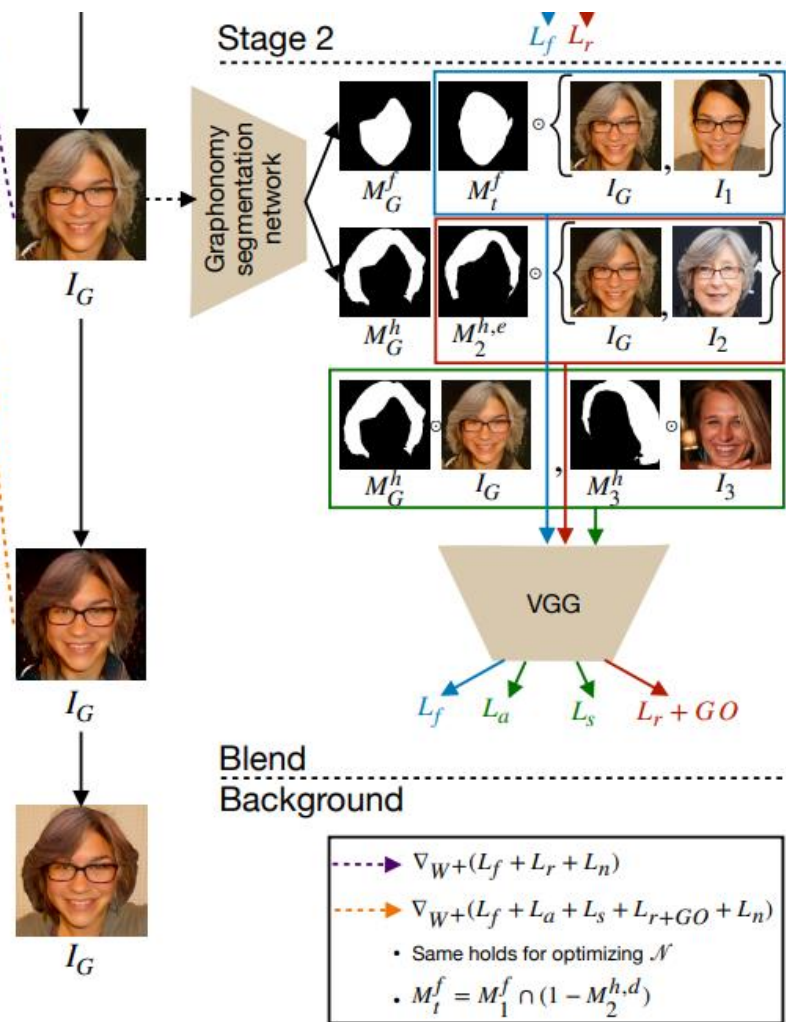 Stage 2
L_f L_r
Graphonomy
segmentation
network
M_G^f M_t^f ⊙ { I_G , I_1 }
M_G^h M_2^{h,e} ⊙ { I_G , I_2 }
I_G
M_G^h ⊙ I_G , M_3^h ⊙ I_3
VGG
L_f L_a L_s L_r + GO
I_G
Blend
Background
∇_{W+}(L_f + L_r + L_n)
∇_{W+}(L_f + L_a + L_s + L_{r+GO} + L_n)
• Same holds for optimizing 𝒩
• M_t^f = M_1^f ∩ (1 − M_2^{h,d})
I_G